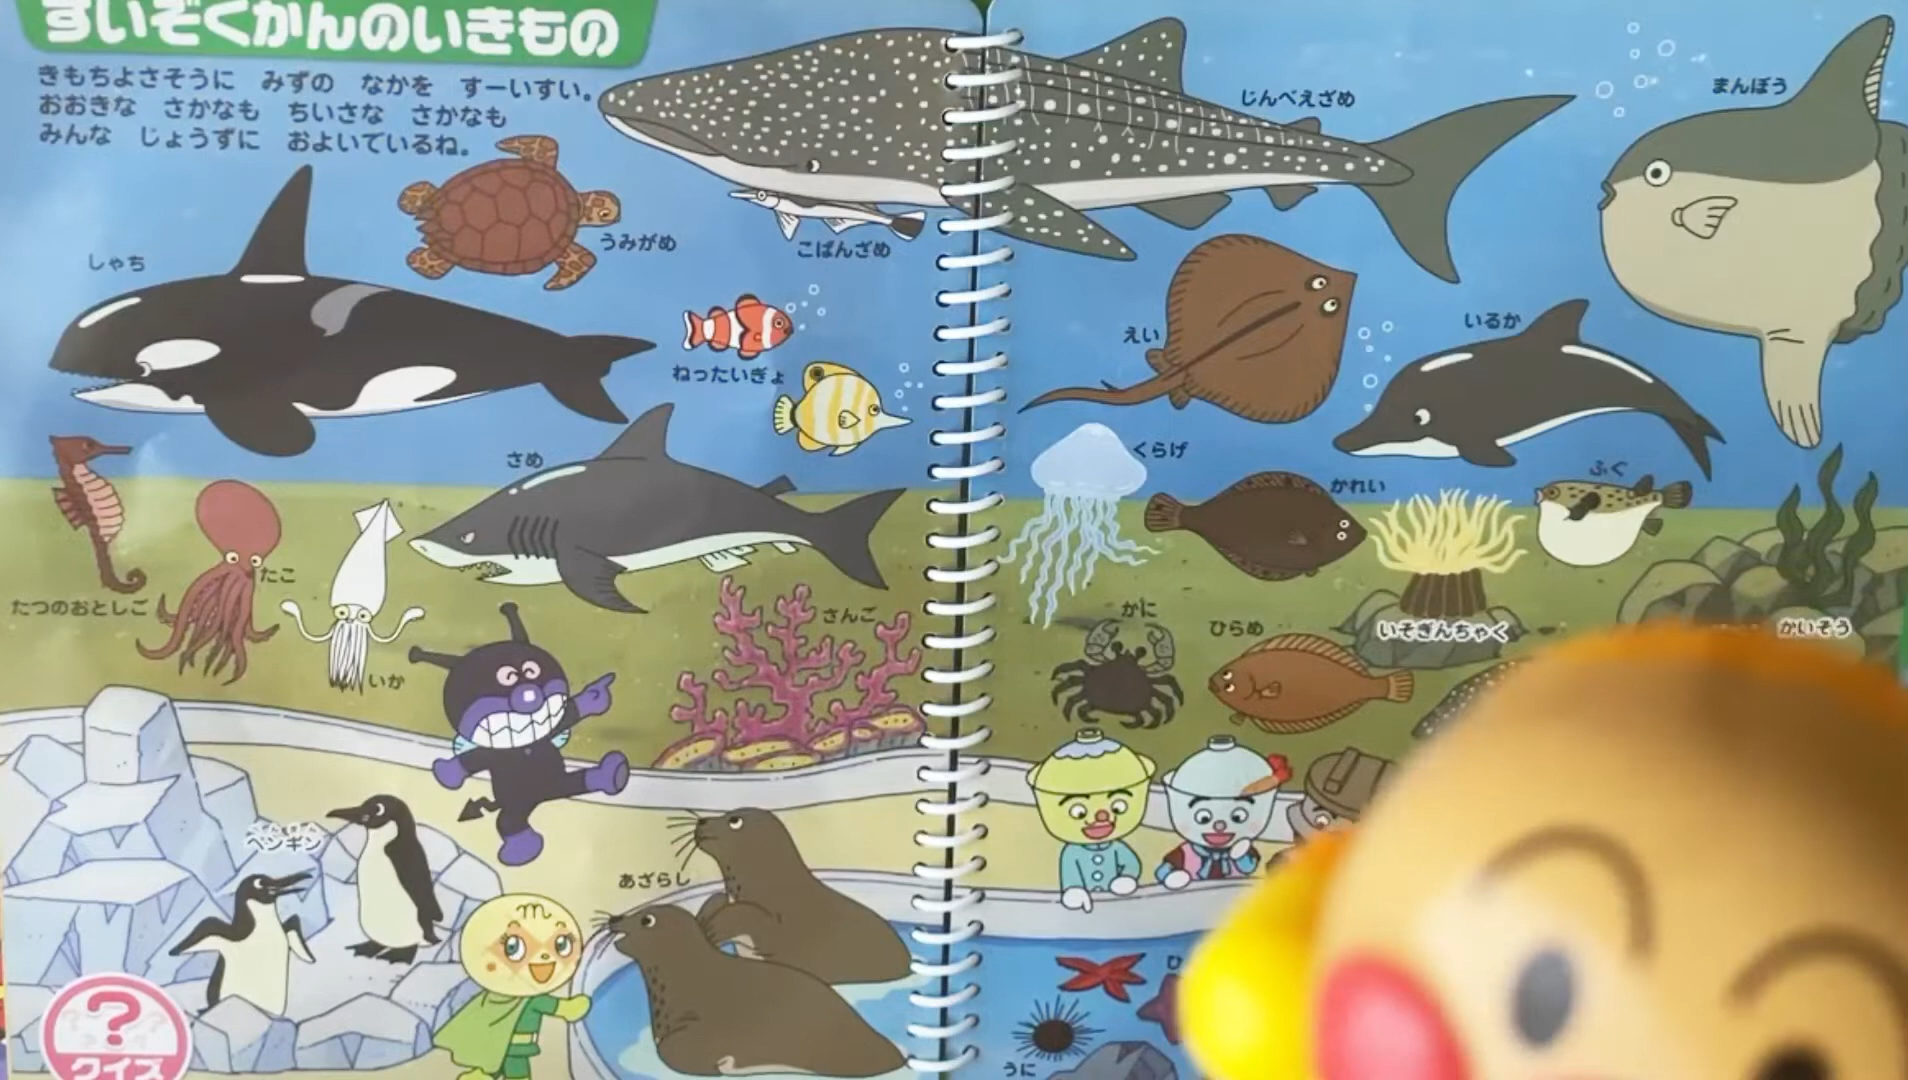 すいぞくかんのいきもの
きもちよさそうに みずの なかを すーいすい。
おおきな さかなも ちいさな さかなも
みんな じょうずに およいでいるね。
じんべえざめ
まんぼう
うみがめ
こばんざめ
しゃち
ねったいぎょ
えい
いるか
さめ
くらげ
かれい
ふぐ
たつのおとしご
たこ
いか
さんご
かに
ひらめ
いそぎんちゃく
かいそう
ペンギン
あざらし
ひ
うに
?
クイズ